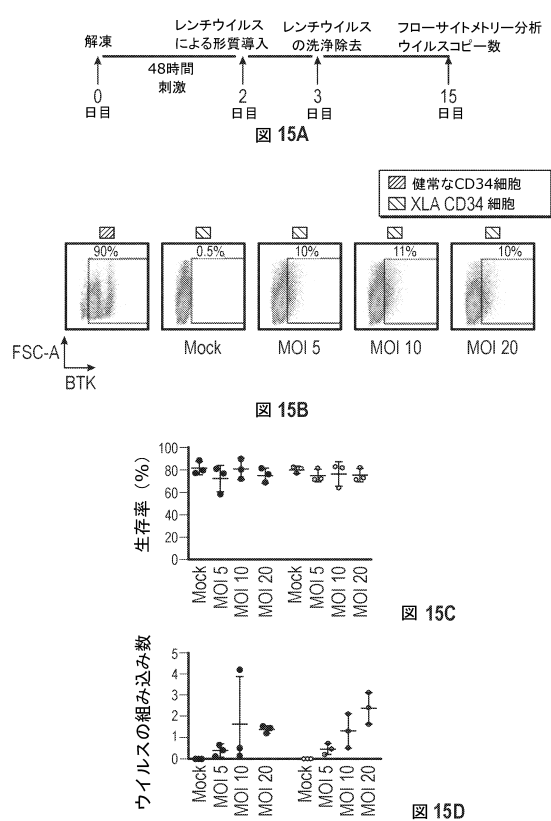 解凍
レンチウイルス
による形質導入
レンチウイルス
の洗浄除去
フローサイトメトリー分析
ウイルスコピー数
48時間
刺激
0
日目
2
日目
3
日目
15
日目
図 15A
健常なCD34細胞
XLA CD34 細胞
90%
0.5%
10%
11%
10%
FSC-A
BTK
Mock
MOI 5
MOI 10
MOI 20
図 15B
生存率 (%)
100
80
60
40
20
0
Mock
MOI 5
MOI 10
MOI 20
Mock
MOI 5
MOI 10
MOI 20
図 15C
ウイルスの組み込み数
5
4
3
2
1
0
Mock
MOI 5
MOI 10
MOI 20
Mock
MOI 5
MOI 10
MOI 20
図 15D